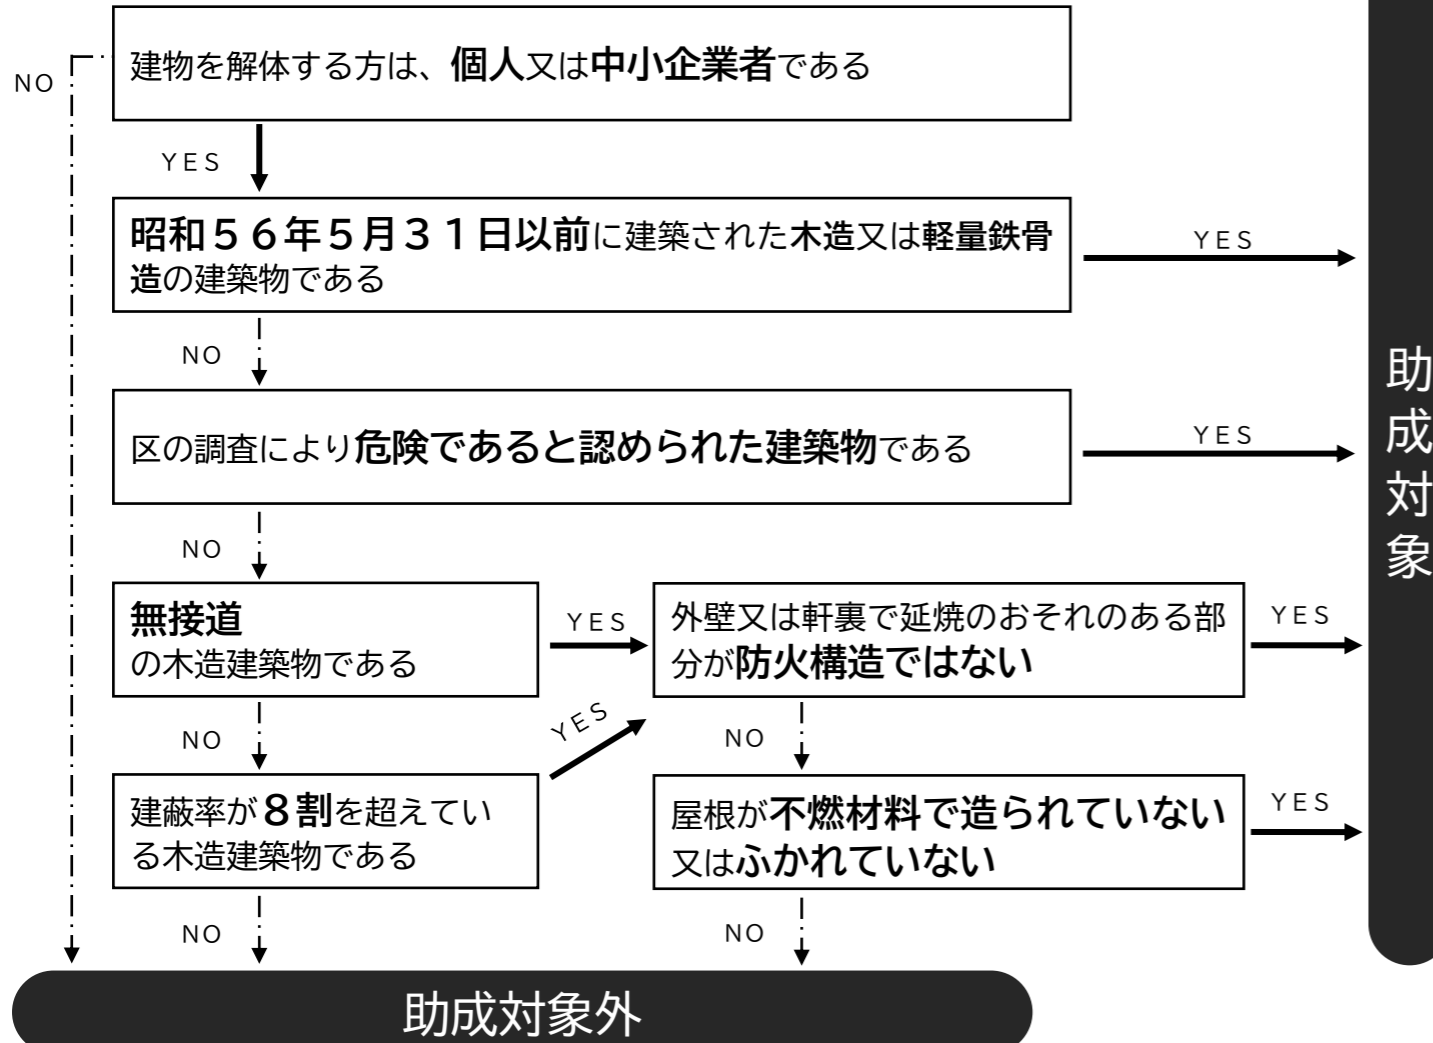 建物を解体する方は、個人又は中小企業者である
NO
YES
昭和５６年５月３１日以前に建築された木造又は軽量鉄骨
造の建築物である
YES
NO
区の調査により危険であると認められた建築物である
YES
NO
無接道
の木造建築物である
YES
外壁又は軒裏で延焼のおそれのある部
分が防火構造ではない
YES
NO
YES
NO
建蔽率が８割を超えてい
る木造建築物である
屋根が不燃材料で造られていない
又はふかれていない
YES
NO
NO
助成対象
助成対象外